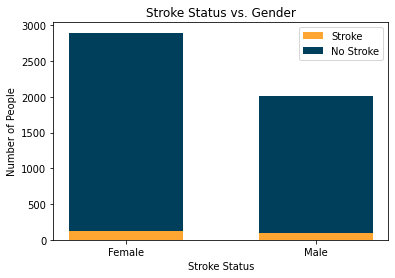 Stroke Status vs. Gender
Number of People
3000
2500
2000
1500
1000
500
0
Stroke
No Stroke
Female Male
Stroke Status